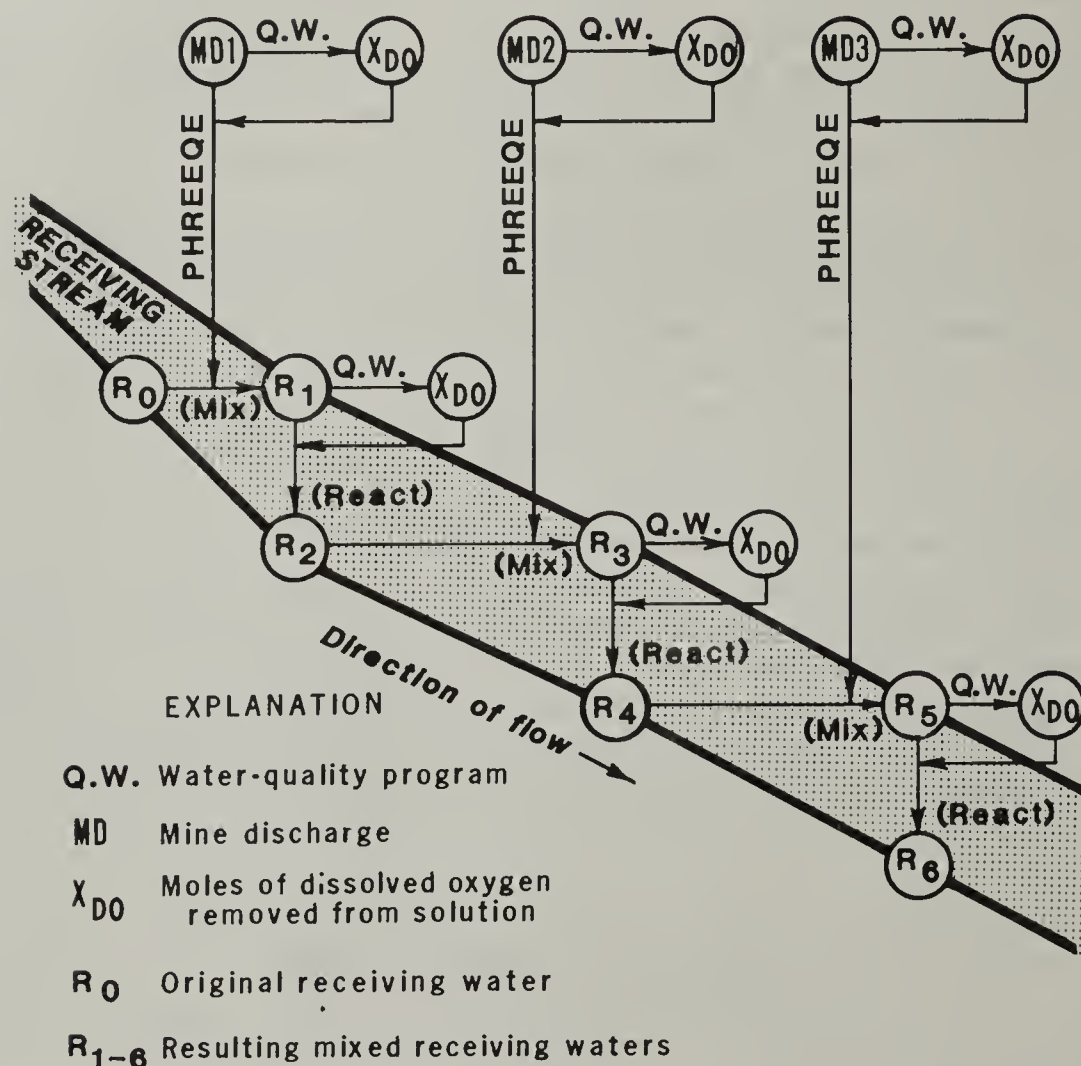 MD1 Q.W. XDO MD2 Q.W. XDO MD3 Q.W. XDO
PHREEQE PHREEQE PHREEQE
RECEIVING
STREAM
R0 (Mix) R1 Q.W. XDO
(React)
R2 (Mix) R3 Q.W. XDO
(React)
R4 (Mix) R5 Q.W. XDO
(React)
R6
Direction of flow
EXPLANATION
Q.W. Water-quality program
MD Mine discharge
XDO Moles of dissolved oxygen
removed from solution
R0 Original receiving water
R1-6 Resulting mixed receiving waters